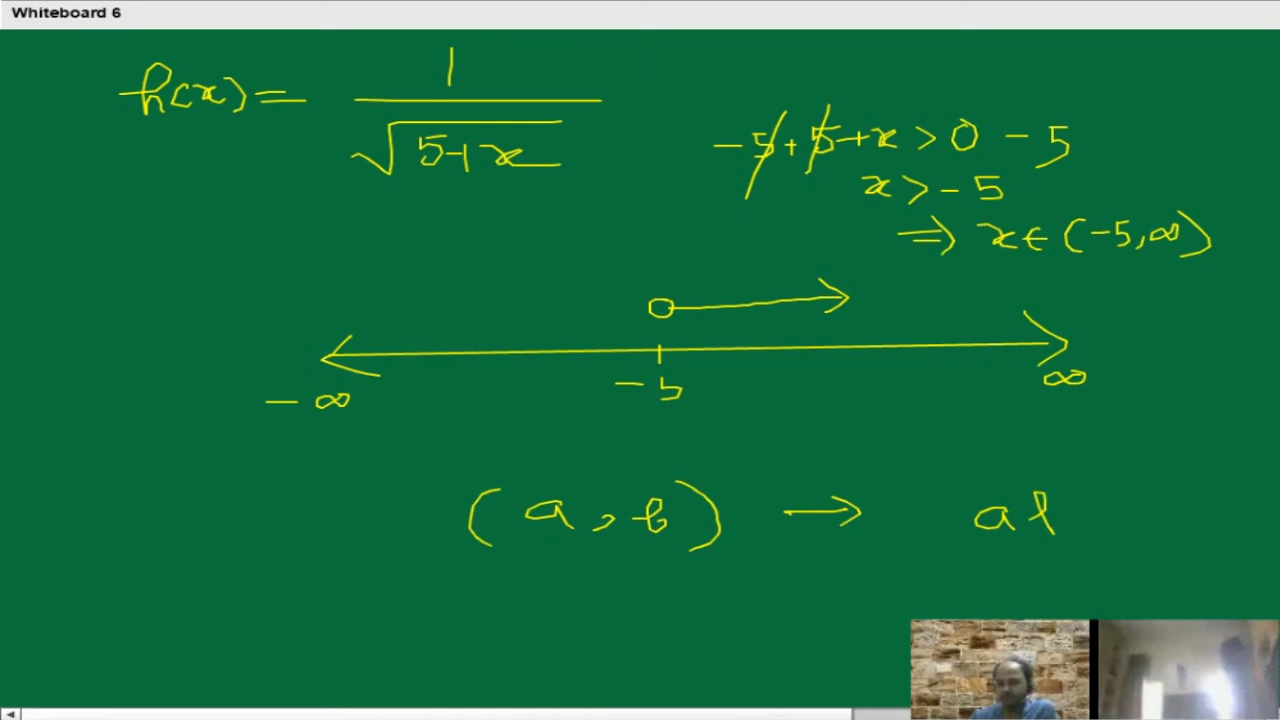 Whiteboard 6
h(x) = 1 / √(5+x)
-5+5+x > 0 - 5
x > -5
⇒ x ∈ (-5, ∞)
-∞ -5 ∞
(a, b) → al